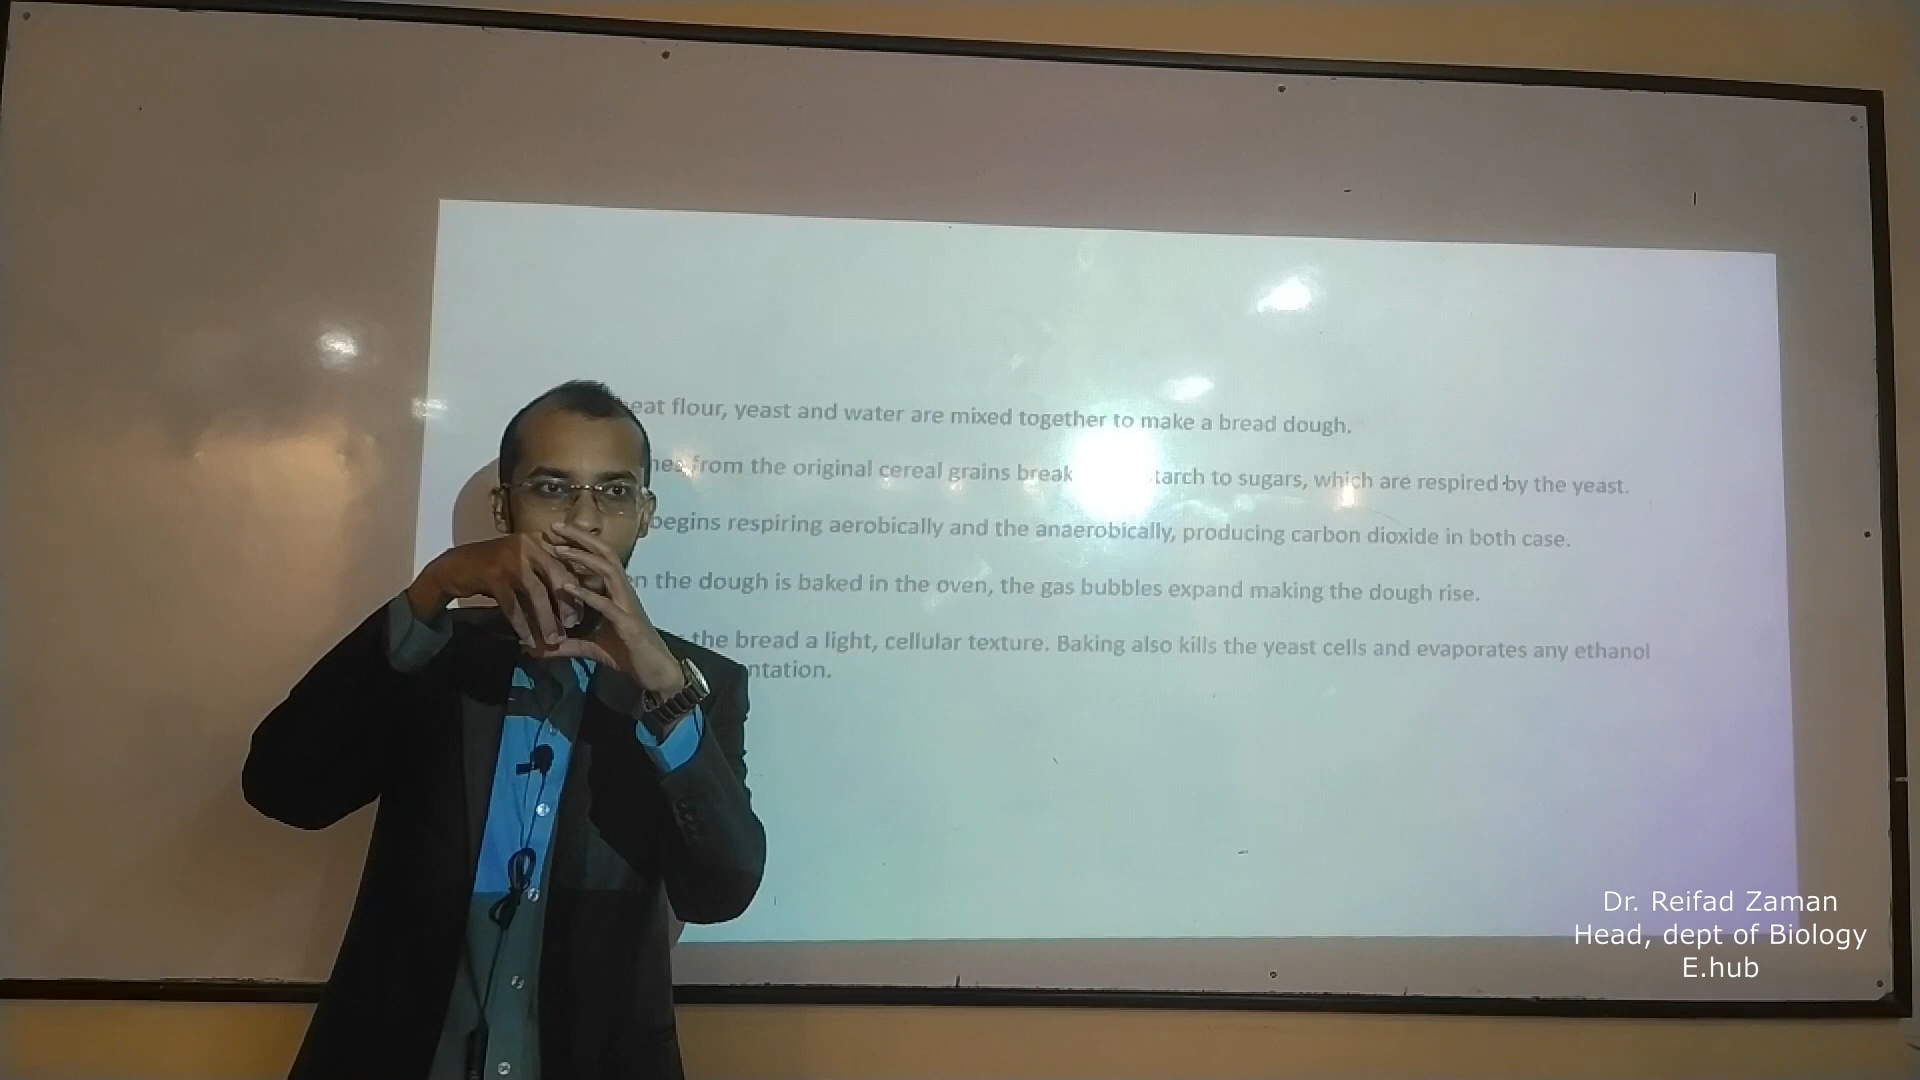 flour, yeast and water are mixed together to make a bread dough.
from the original cereal grains break to sugars, which are respired by the yeast.
begins respiring aerobically and the anaerobically, producing carbon dioxide in both case.
the dough is baked in the oven, the gas bubbles expand making the dough rise.
the bread a light, cellular texture. Baking also kills the yeast cells and evaporates any ethanol
Dr. Reifad Zaman
Head, dept of Biology
E.hub